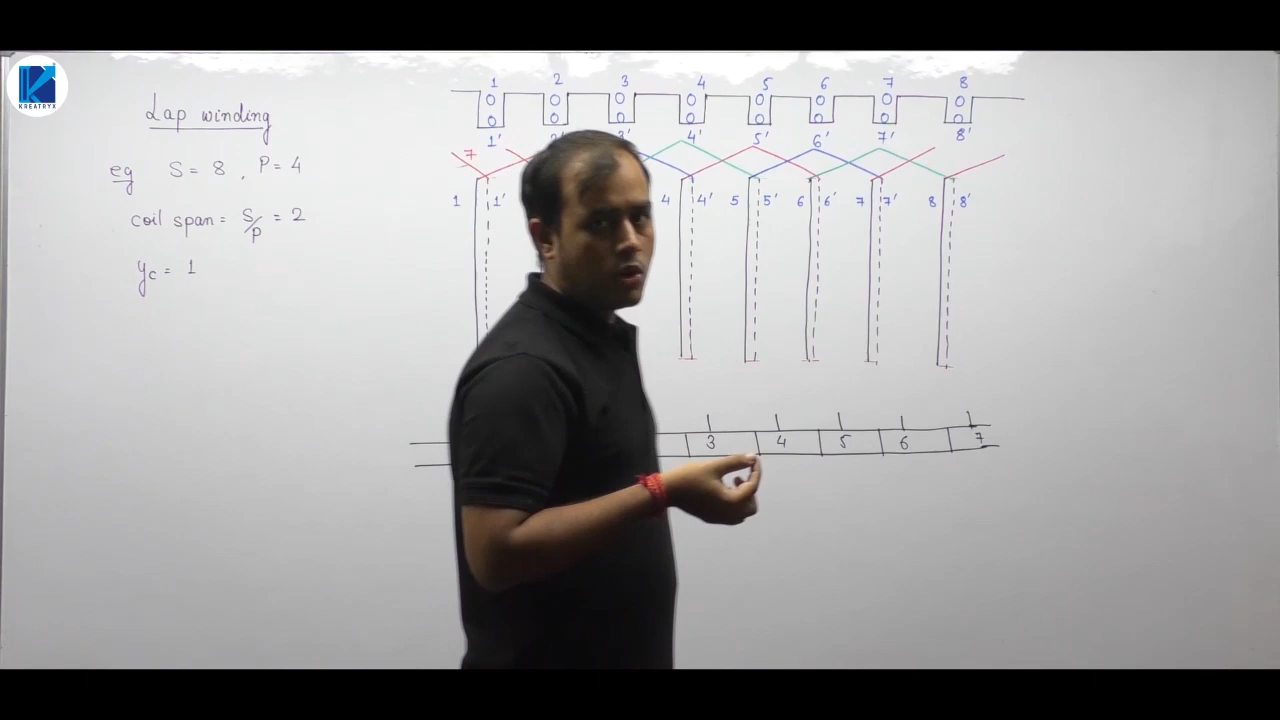 KREATRYX
Lap winding
eg S = 8 , P = 4
coil span = S/P = 2
yc = 1
1 2 3 4 5 6 7 8
1' 2' 3' 4' 5' 6' 7' 8'
7
1 1' 4 4' 5 5' 6 6' 7 7' 8 8'
3 4 5 6 7